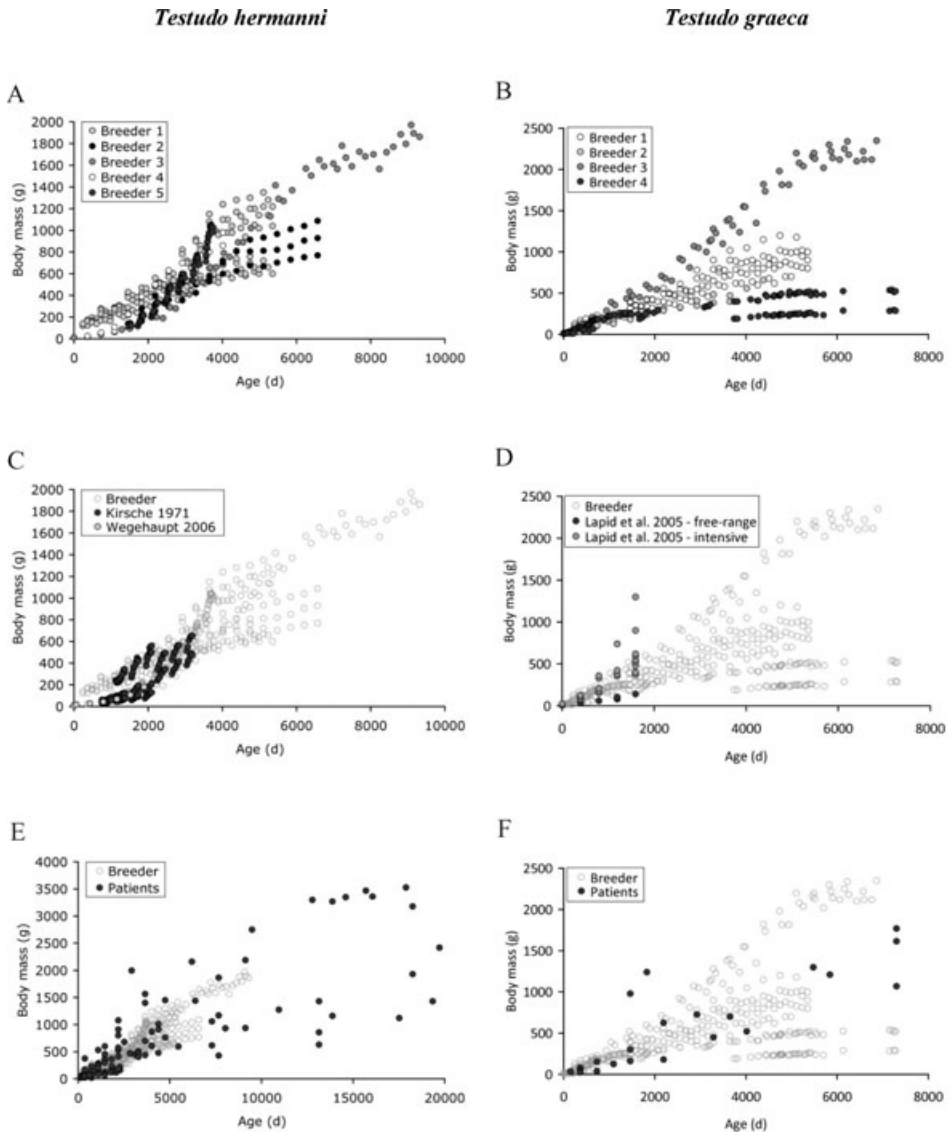 Testudo hermanni
Testudo graeca
A
Body mass (g)
2000
1800
1600
1400
1200
1000
800
600
400
200
0
Breeder 1
Breeder 2
Breeder 3
Breeder 4
Breeder 5
0 2000 4000 6000 8000 10000
Age (d)
B
Body mass (g)
2500
2000
1500
1000
500
0
Breeder 1
Breeder 2
Breeder 3
Breeder 4
0 2000 4000 6000 8000
Age (d)
C
Body mass (g)
2000
1800
1600
1400
1200
1000
800
600
400
200
0
Breeder
Kirsche 1971
Wegehaupt 2006
0 2000 4000 6000 8000 10000
Age (d)
D
Body mass (g)
2500
2000
1500
1000
500
0
Breeder
Lapid et al. 2005 - free-range
Lapid et al. 2005 - intensive
0 2000 4000 6000 8000
Age (d)
E
Body mass (g)
4000
3500
3000
2500
2000
1500
1000
500
0
Breeder
Patients
0 5000 10000 15000 20000
Age (d)
F
Body mass (g)
2500
2000
1500
1000
500
0
Breeder
Patients
0 2000 4000 6000 8000
Age (d)